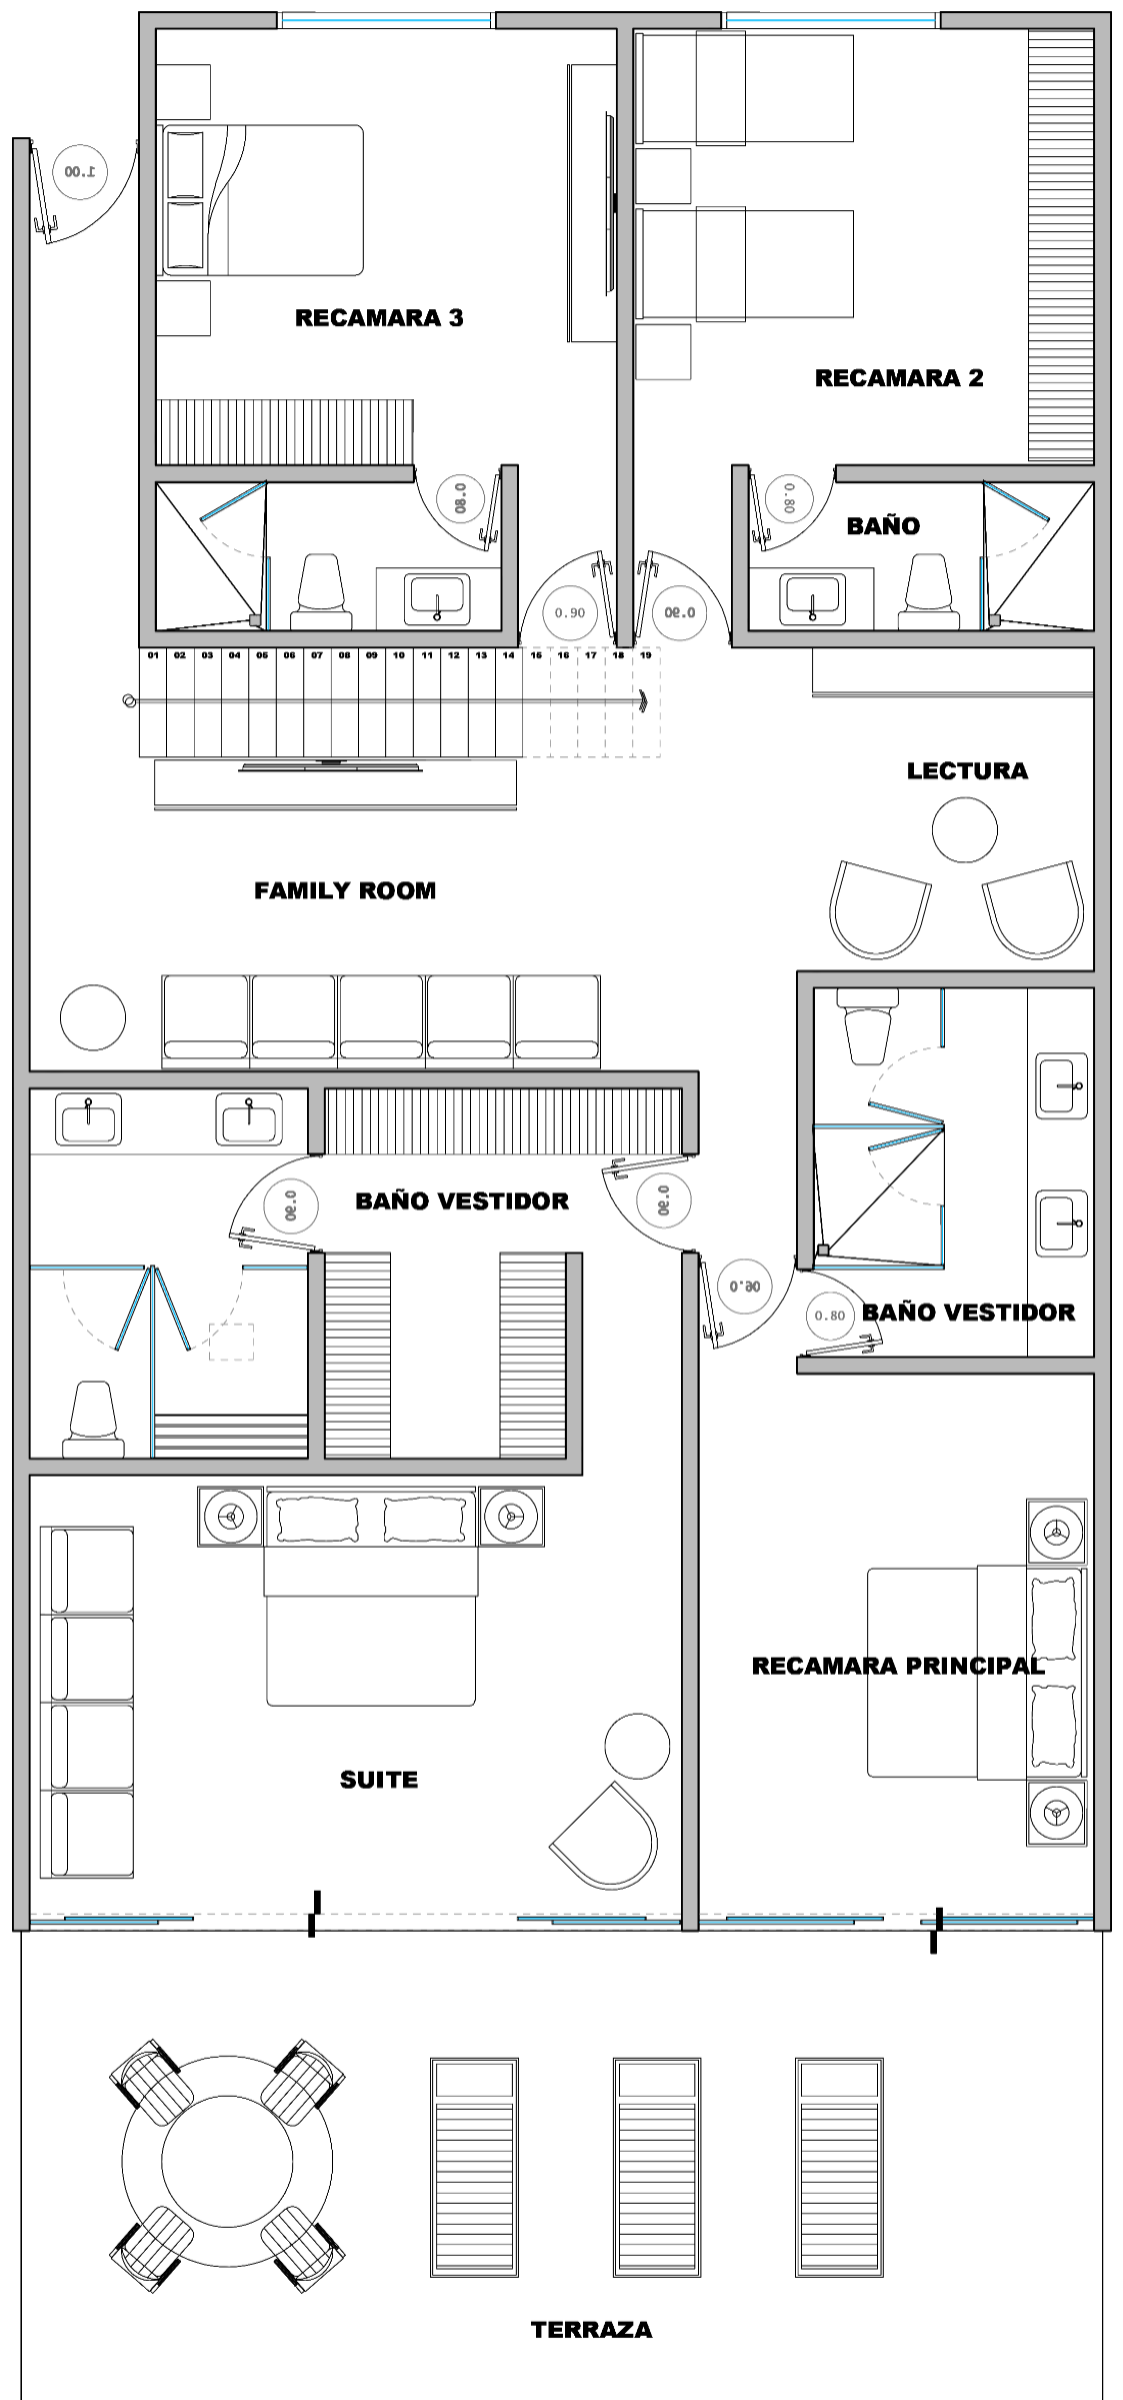 1.00
RECAMARA 3
RECAMARA 2
0.80
0.80
BAÑO
0.90
0.90
01 02 03 04 05 06 07 08 09 10 11 12 13 14 15 16 17 18 19
LECTURA
FAMILY ROOM
BAÑO VESTIDOR
0.90
0.90
0.90
0.80
BAÑO VESTIDOR
RECAMARA PRINCIPAL
SUITE
TERRAZA